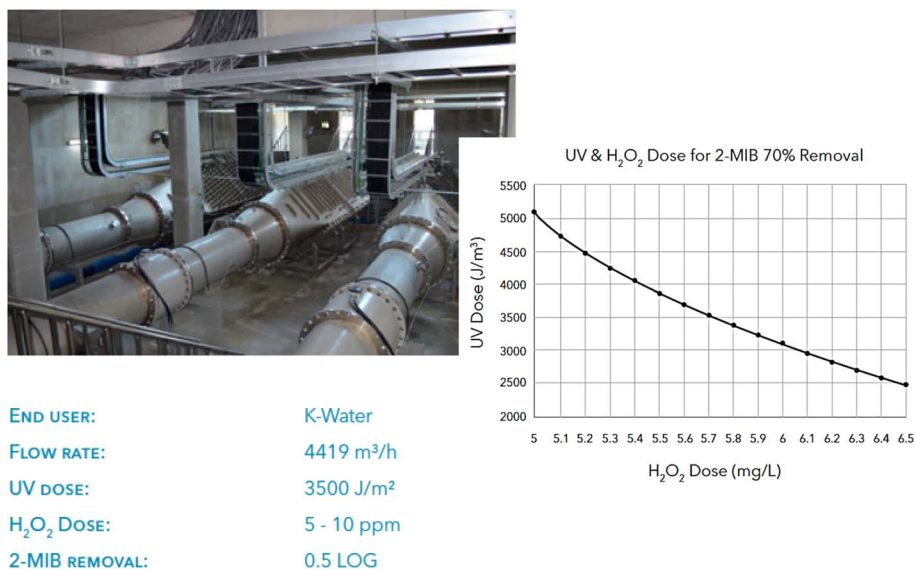 UV & H₂O₂ Dose for 2-MIB 70% Removal
UV Dose (J/m³)
5500
5000
4500
4000
3500
3000
2500
2000
5 5.1 5.2 5.3 5.4 5.5 5.6 5.7 5.8 5.9 6 6.1 6.2 6.3 6.4 6.5
H₂O₂ Dose (mg/L)
END USER: K-Water
FLOW RATE: 4419 m³/h
UV DOSE: 3500 J/m²
H₂O₂ DOSE: 5 - 10 ppm
2-MIB REMOVAL: 0.5 LOG